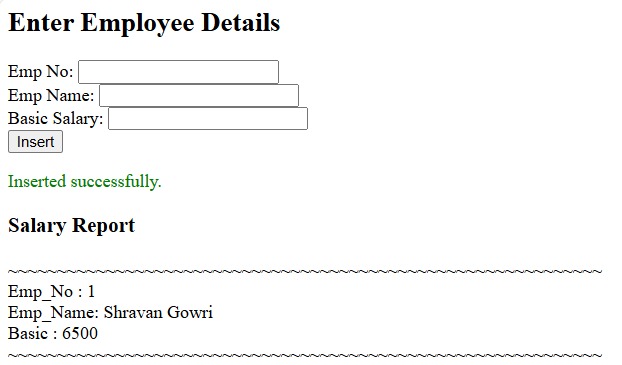 Enter Employee Details
Emp No:
Emp Name:
Basic Salary:
Insert
Inserted successfully.
Salary Report
~~~~~~~~~~~~~~~~~~~~~~~~~~~~~~~~~~~~~~~~~~~~~~~~~~~~~~
Emp_No : 1
Emp_Name: Shravan Gowri
Basic : 6500
~~~~~~~~~~~~~~~~~~~~~~~~~~~~~~~~~~~~~~~~~~~~~~~~~~~~~~